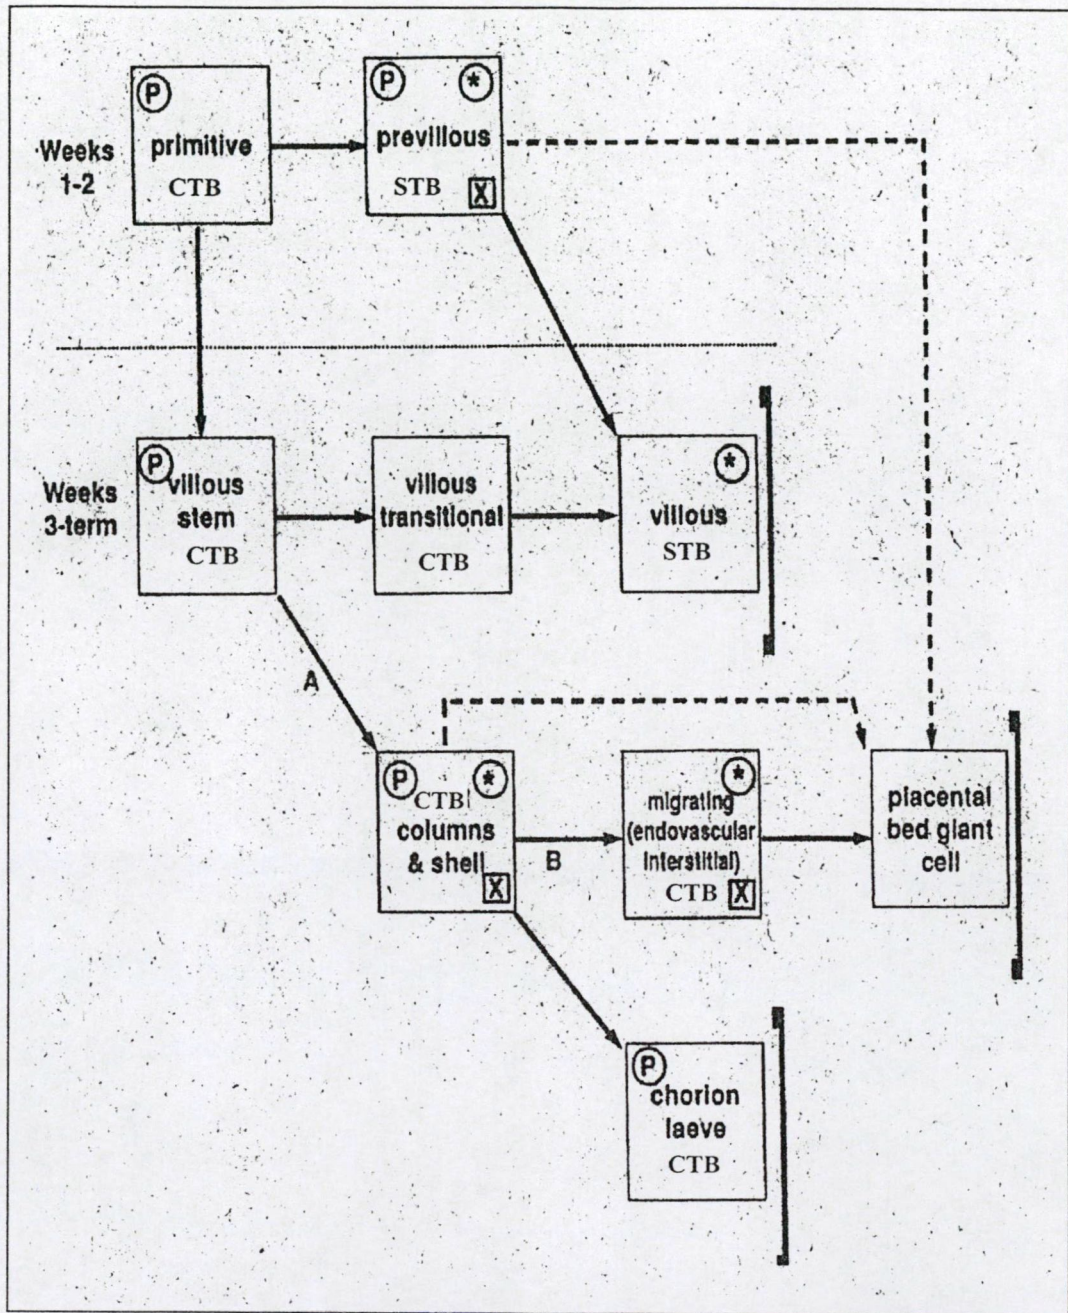 Weeks
1-2
P
primitive
CTB
P *
previllous
STB X
Weeks
3-term
P villous
stem
CTB
villous
transitional
CTB
*
villous
STB
A
P *
CTB
columns
& shell
X
B
*
migrating
(endovascular
interstitial)
CTB X
placental
bed giant
cell
P
chorion
laeve
CTB